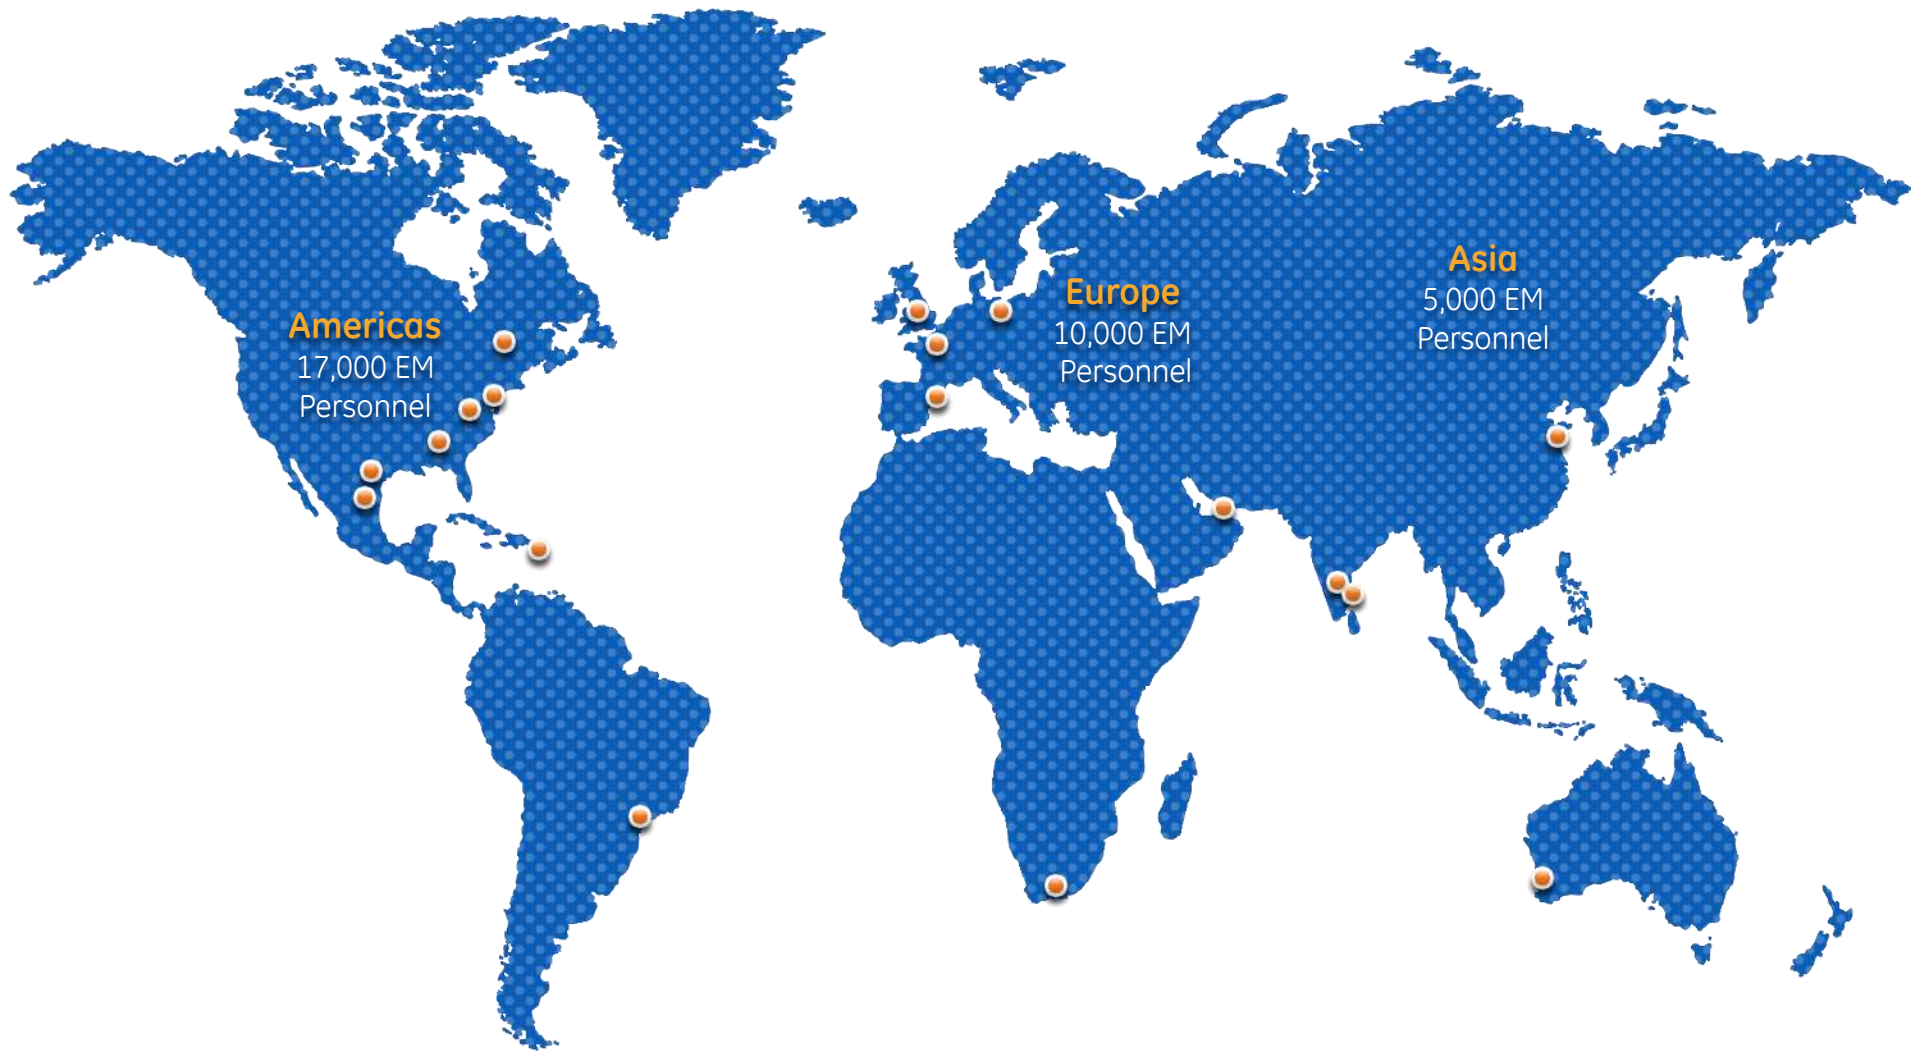 Americas
17,000 EM
Personnel
Europe
10,000 EM
Personnel
Asia
5,000 EM
Personnel